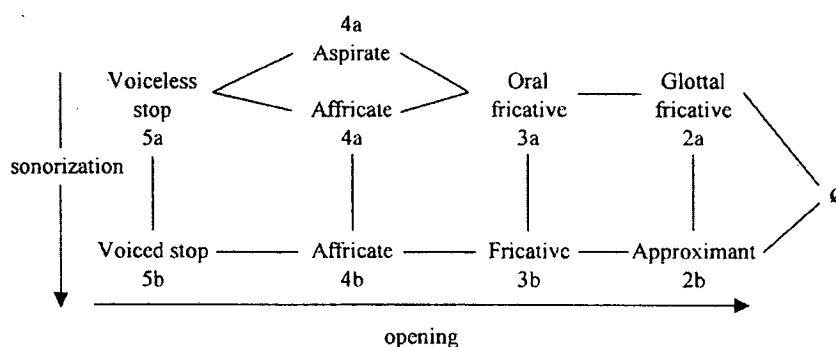 4a
Aspirate
Voiceless
stop
5a
Affricate
4a
Oral
fricative
3a
Glottal
fricative
2a
sonorization
ø
Voiced stop
5b
Affricate
4b
Fricative
3b
Approximant
2b
opening